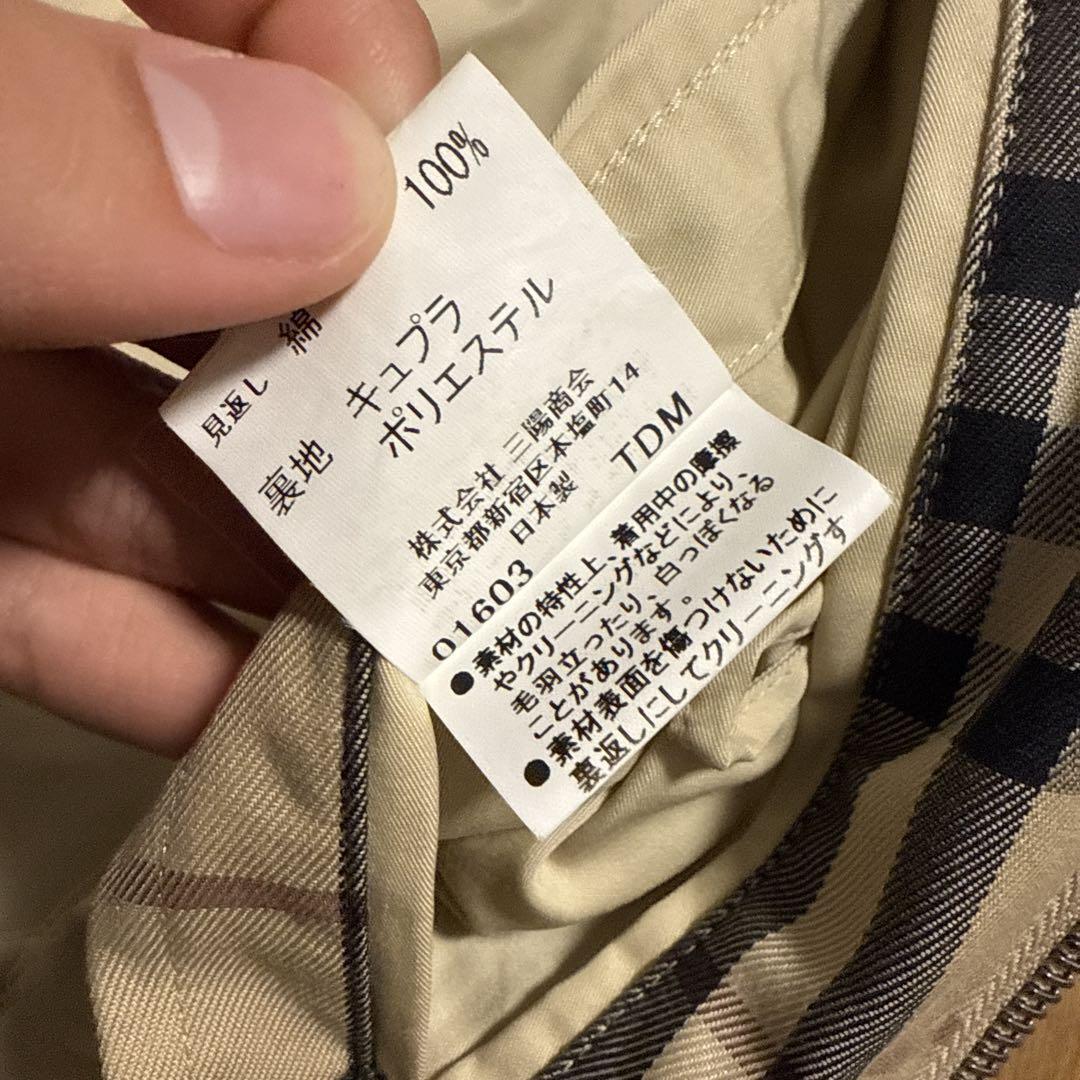 100%
見返し 綿
裏地 キュプラ
ポリエステル
株式会社 三陽商会
東京都新宿区本塩町14
日本製
01603 TDM
●素材の特性上、着用中の摩擦
やクリーニングなどにより、
毛羽立ったり、白っぽくなる
ことがあります。
●素材表面を傷つけないために
裏返しにしてクリーニングす